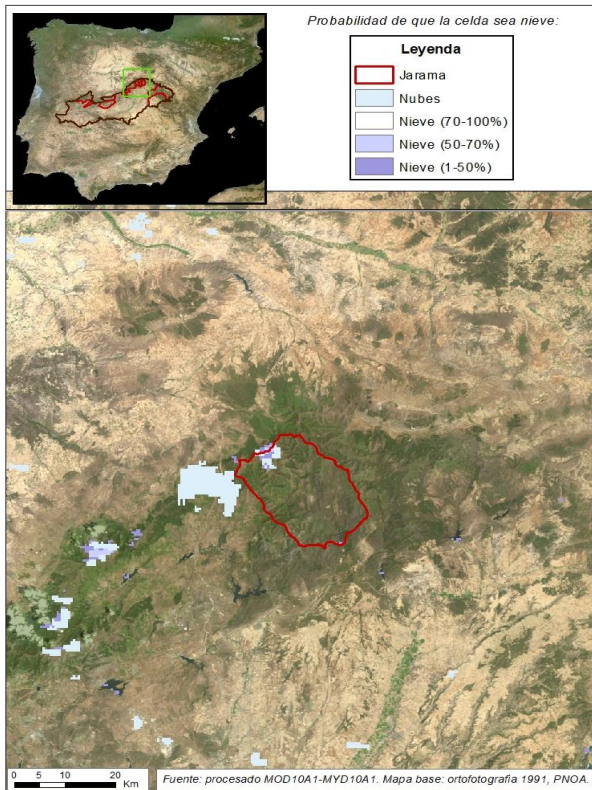 Probabilidad de que la celda sea nieve:
Leyenda
Jarama
Nubes
Nieve (70-100%)
Nieve (50-70%)
Nieve (1-50%)
0 5 10 20
Km
Fuente: procesado MOD10A1-MYD10A1. Mapa base: ortofotografia 1991, PNOA.